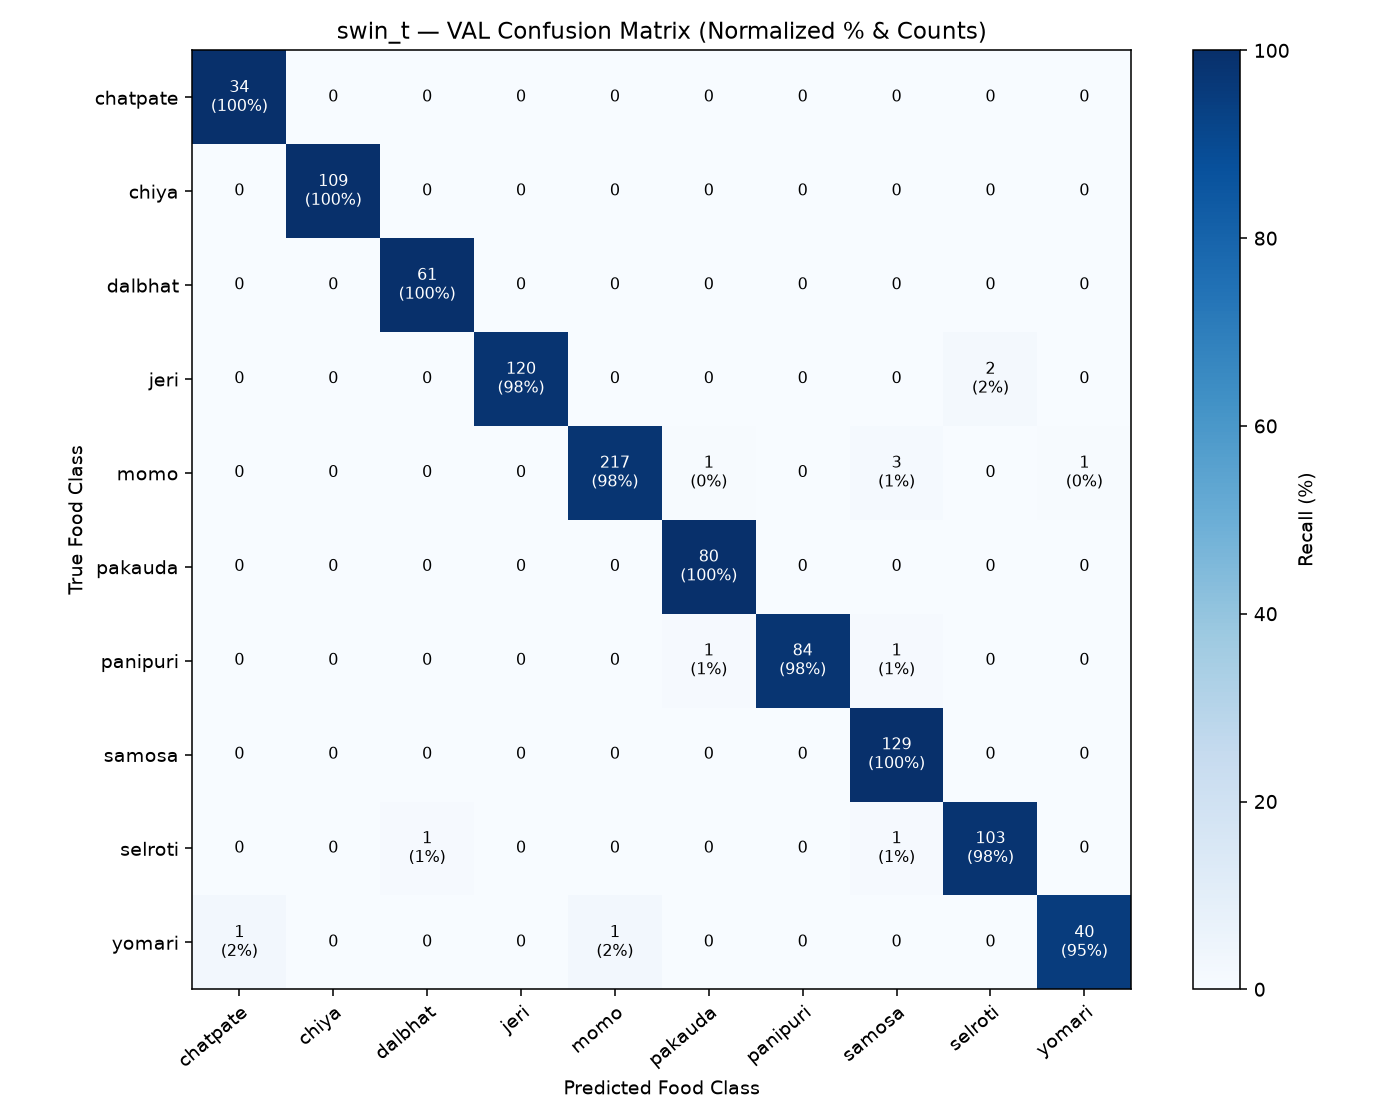 swin_t — VAL Confusion Matrix (Normalized % & Counts)
True Food Class
chatpate 34 0 0 0 0 0 0 0 0 0
(100%)
chiya 0 109 0 0 0 0 0 0 0 0
(100%)
dalbhat 0 0 61 0 0 0 0 0 0 0
(100%)
jeri 0 0 0 120 0 0 0 0 2 0
(98%) (2%)
momo 0 0 0 0 217 1 0 3 0 1
(98%) (0%) (1%) (0%)
pakauda 0 0 0 0 0 80 0 0 0 0
(100%)
panipuri 0 0 0 0 0 1 84 1 0 0
(1%) (98%) (1%)
samosa 0 0 0 0 0 0 0 129 0 0
(100%)
selroti 0 0 1 0 0 0 0 1 103 0
(1%) (1%) (98%)
yomari 1 0 0 0 1 0 0 0 0 40
(2%) (2%) (95%)
chatpate chiya dalbhat jeri momo pakauda panipuri samosa selroti yomari
Predicted Food Class
100
80
60
40
20
0
Recall (%)